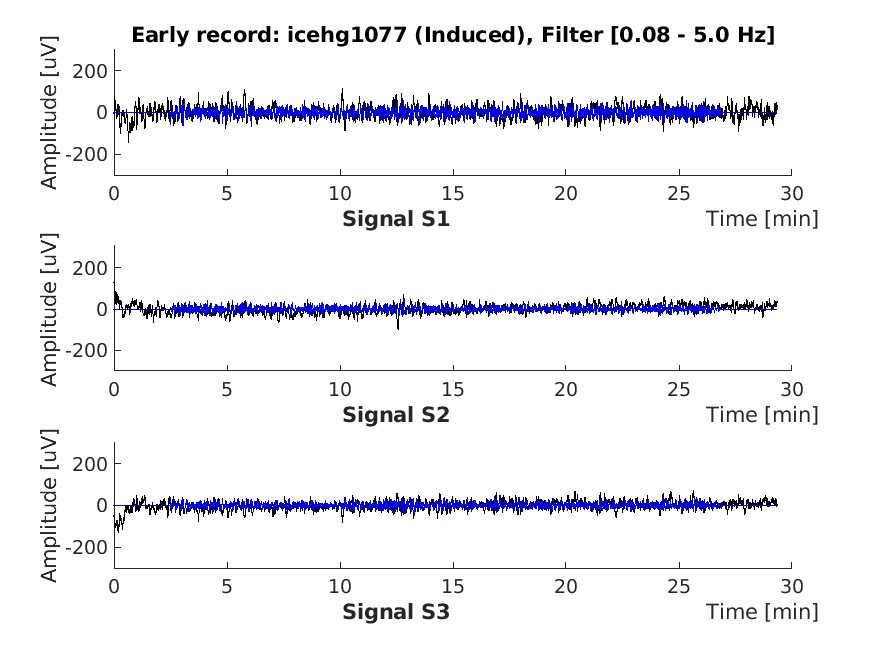 Early record: icehg1077 (Induced), Filter [0.08 - 5.0 Hz]
Amplitude [uV]
200
0
-200
0 5 10 15 20 25 30
Signal S1 Time [min]
Amplitude [uV]
200
0
-200
0 5 10 15 20 25 30
Signal S2 Time [min]
Amplitude [uV]
200
0
-200
0 5 10 15 20 25 30
Signal S3 Time [min]